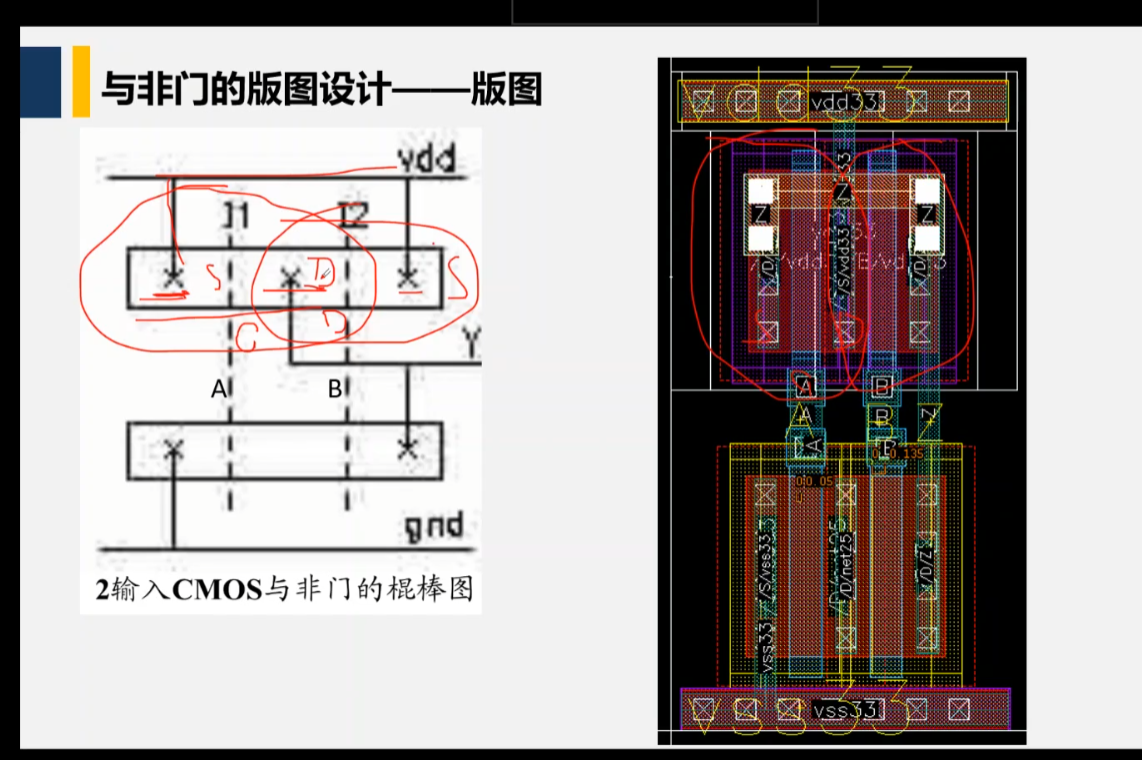 与非门的版图设计——版图
vdd
I1
I2
S
D
S
C
D
Y
A
B
gnd
2输入CMOS与非门的棍棒图
vdd33
vdd33
Z
Z
Z
/S/vdd33
A
B
A
B
Z
A
B
0.135
0.05
/S/vss33
/D/net25
/D/Z
vss33
vss33
vss33